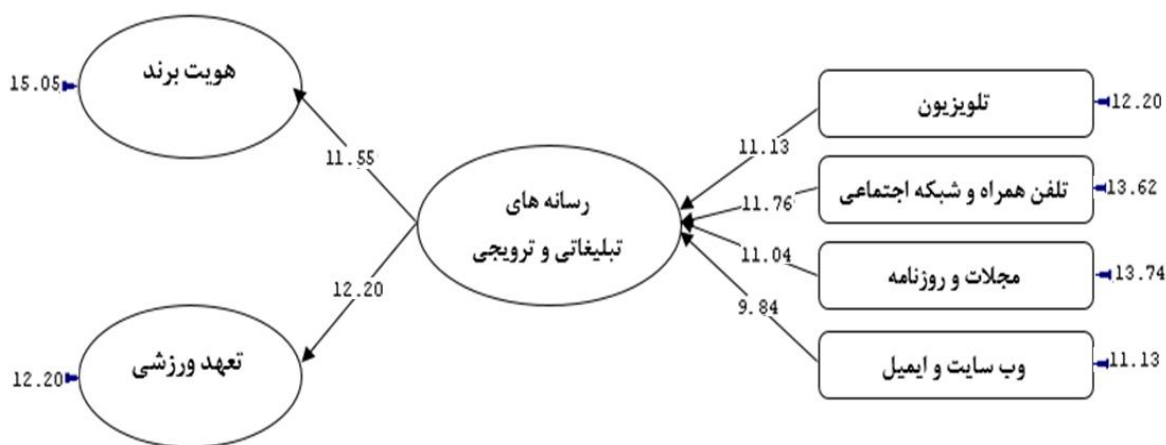 هویت برند
15.05
تلویزیون
12.20
11.13
11.55
تلفن همراه و شبکه اجتماعی
13.62
11.76
رسانه های
تبلیغاتی و ترویجی
مجلات و روزنامه
13.74
11.04
12.20
9.84
وب سایت و ایمیل
11.13
تعهد ورزشی
12.20